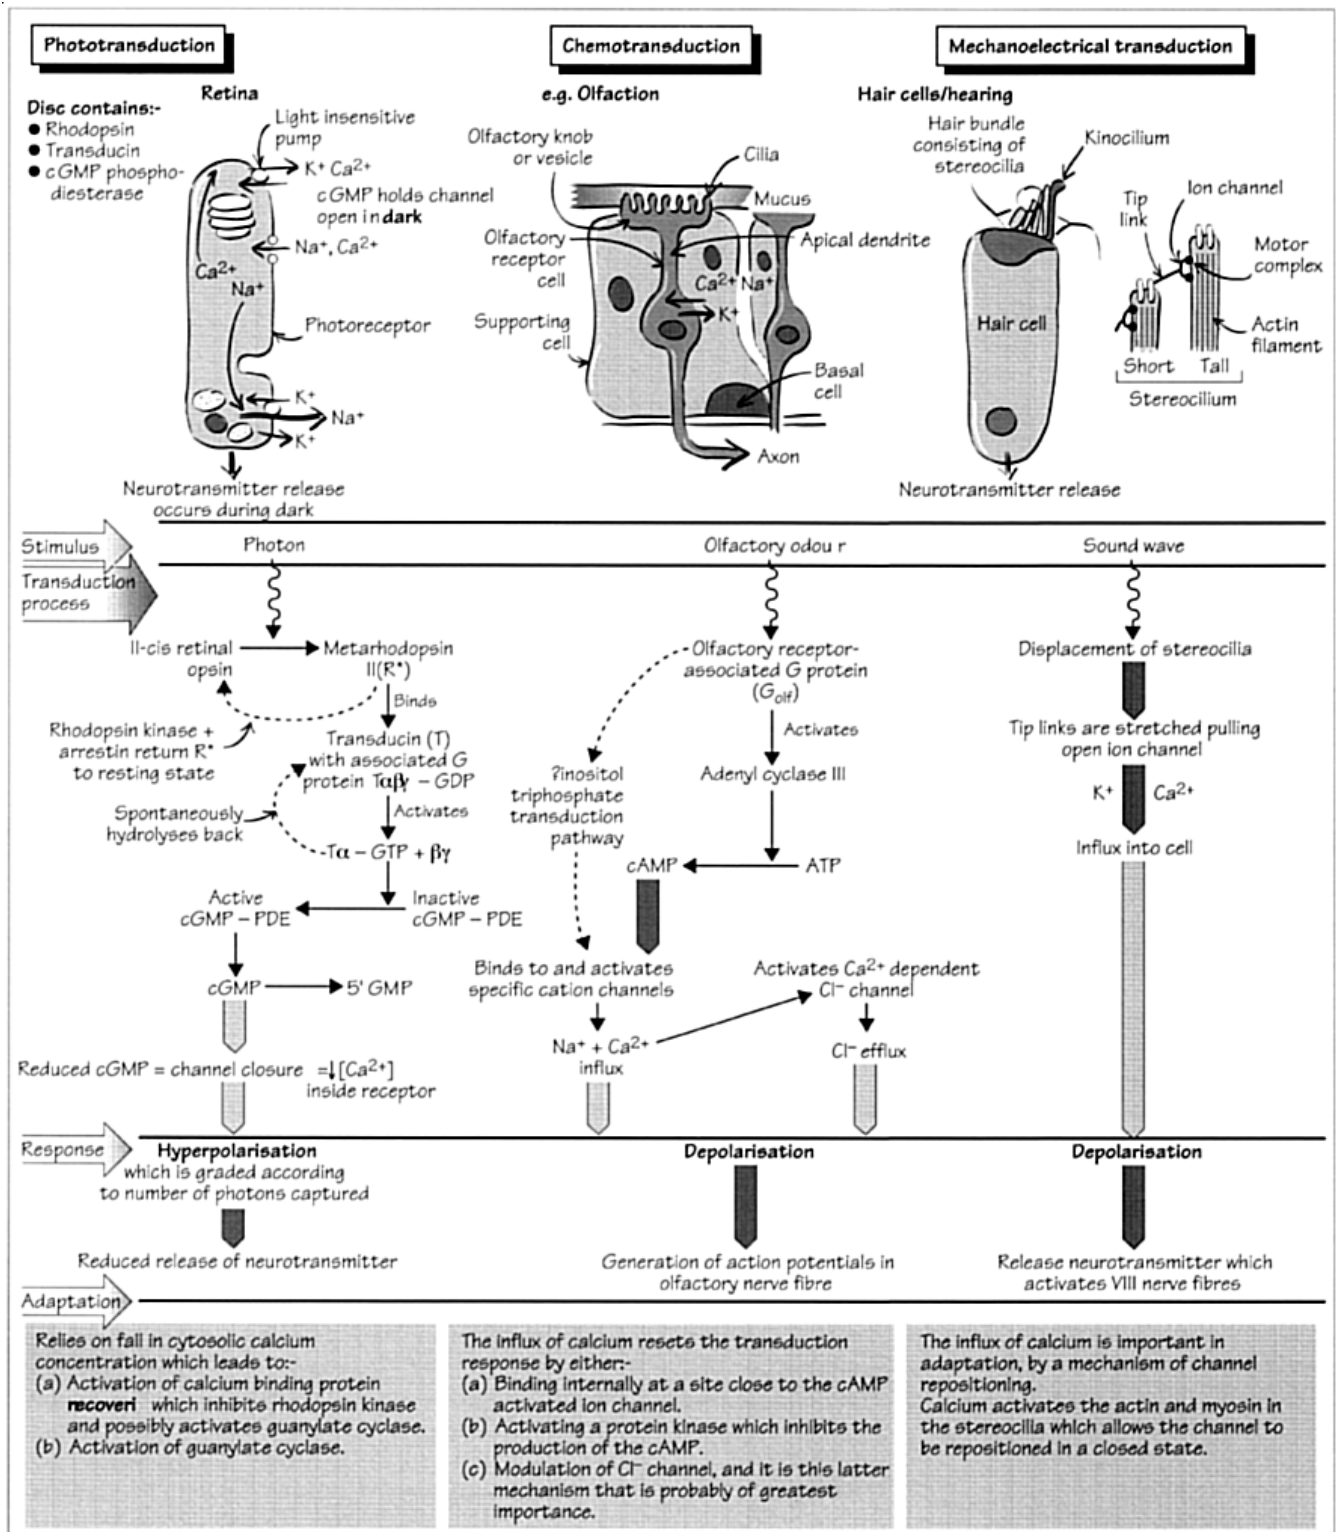 Phototransduction
Retina
Disc contains:-
● Rhodopsin
● Transducin
● cGMP phospho-
diesterase
Light insensitive
pump
K+ Ca2+
cGMP holds channel
open in dark
Na+, Ca2+
Ca2+
Na+
Photoreceptor
K+
Na+
K+
Neurotransmitter release
occurs during dark
Chemotransduction
e.g. Olfaction
Olfactory knob
or vesicle
Cilia
Mucus
Olfactory
receptor
cell
Apical dendrite
Ca2+ Na+
K+
Supporting
cell
Basal
cell
Axon
Mechanoelectrical transduction
Hair cells/hearing
Hair bundle
consisting of
stereocilia
Kinocilium
Ion channel
Tip
link
Motor
complex
Hair cell
Actin
filament
Short Tall
Stereocilium
Neurotransmitter release
Stimulus
Photon
Olfactory odou r
Sound wave
Transduction
process
II-cis retinal
opsin
Metarhodopsin
II(R*)
Binds
Rhodopsin kinase +
arrestin return R*
to resting state
Transducin (T)
with associated G
protein Tαβγ – GDP
Activates
Spontaneously
hydrolyses back
Tα – GTP + βγ
Active
cGMP – PDE
Inactive
cGMP – PDE
cGMP
5' GMP
Reduced cGMP = channel closure =↓[Ca2+]
inside receptor
Olfactory receptor-
associated G protein
(Golf)
Activates
?inositol
triphosphate
transduction
pathway
Adenyl cyclase III
cAMP
ATP
Binds to and activates
specific cation channels
Activates Ca2+ dependent
Cl– channel
Na+ + Ca2+
influx
Cl– efflux
Displacement of stereocilia
Tip links are stretched pulling
open ion channel
K+ Ca2+
Influx into cell
Response
Hyperpolarisation
which is graded according
to number of photons captured
Reduced release of neurotransmitter
Depolarisation
Generation of action potentials in
olfactory nerve fibre
Depolarisation
Release neurotransmitter which
activates VIII nerve fibres
Adaptation
Relies on fall in cytosolic calcium
concentration which leads to:-
(a) Activation of calcium binding protein
recoveri which inhibits rhodopsin kinase
and possibly activates guanylate cyclase.
(b) Activation of guanylate cyclase.
The influx of calcium resets the transduction
response by either:-
(a) Binding internally at a site close to the cAMP
activated ion channel.
(b) Activating a protein kinase which inhibits the
production of the cAMP.
(c) Modulation of Cl– channel, and it is this latter
mechanism that is probably of greatest
importance.
The influx of calcium is important in
adaptation, by a mechanism of channel
repositioning.
Calcium activates the actin and myosin in
the stereocilia which allows the channel to
be repositioned in a closed state.